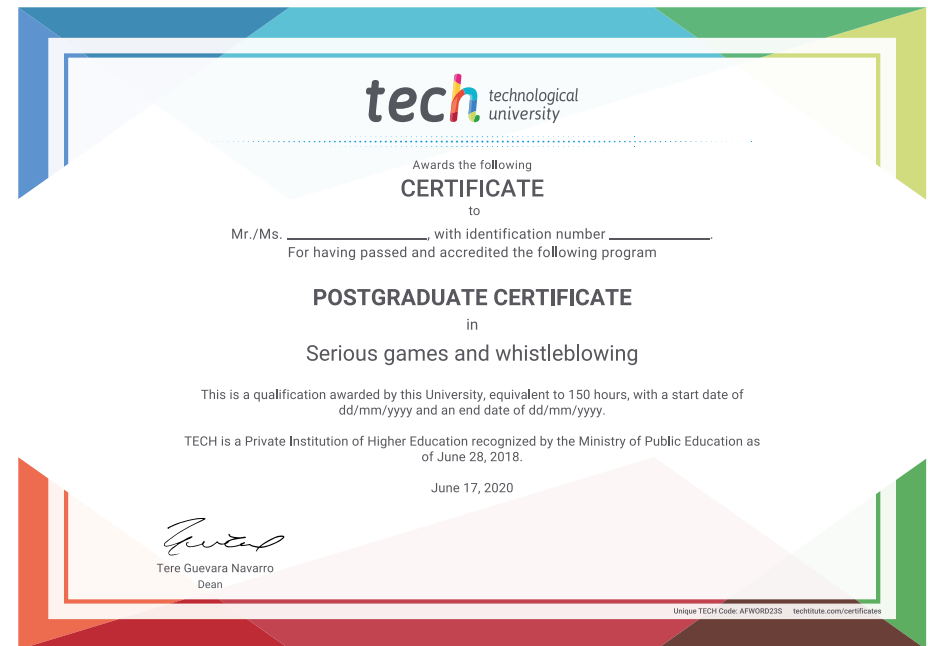 tech technological
university
Awards the following
CERTIFICATE
to
Mr./Ms. ____________________, with identification number ______________.
For having passed and accredited the following program
POSTGRADUATE CERTIFICATE
in
Serious games and whistleblowing
This is a qualification awarded by this University, equivalent to 150 hours, with a start date of
dd/mm/yyyy and an end date of dd/mm/yyyy.
TECH is a Private Institution of Higher Education recognized by the Ministry of Public Education as
of June 28, 2018.
June 17, 2020
Tere Guevara Navarro
Dean
Unique TECH Code: AFWORD23S techtitute.com/certificates